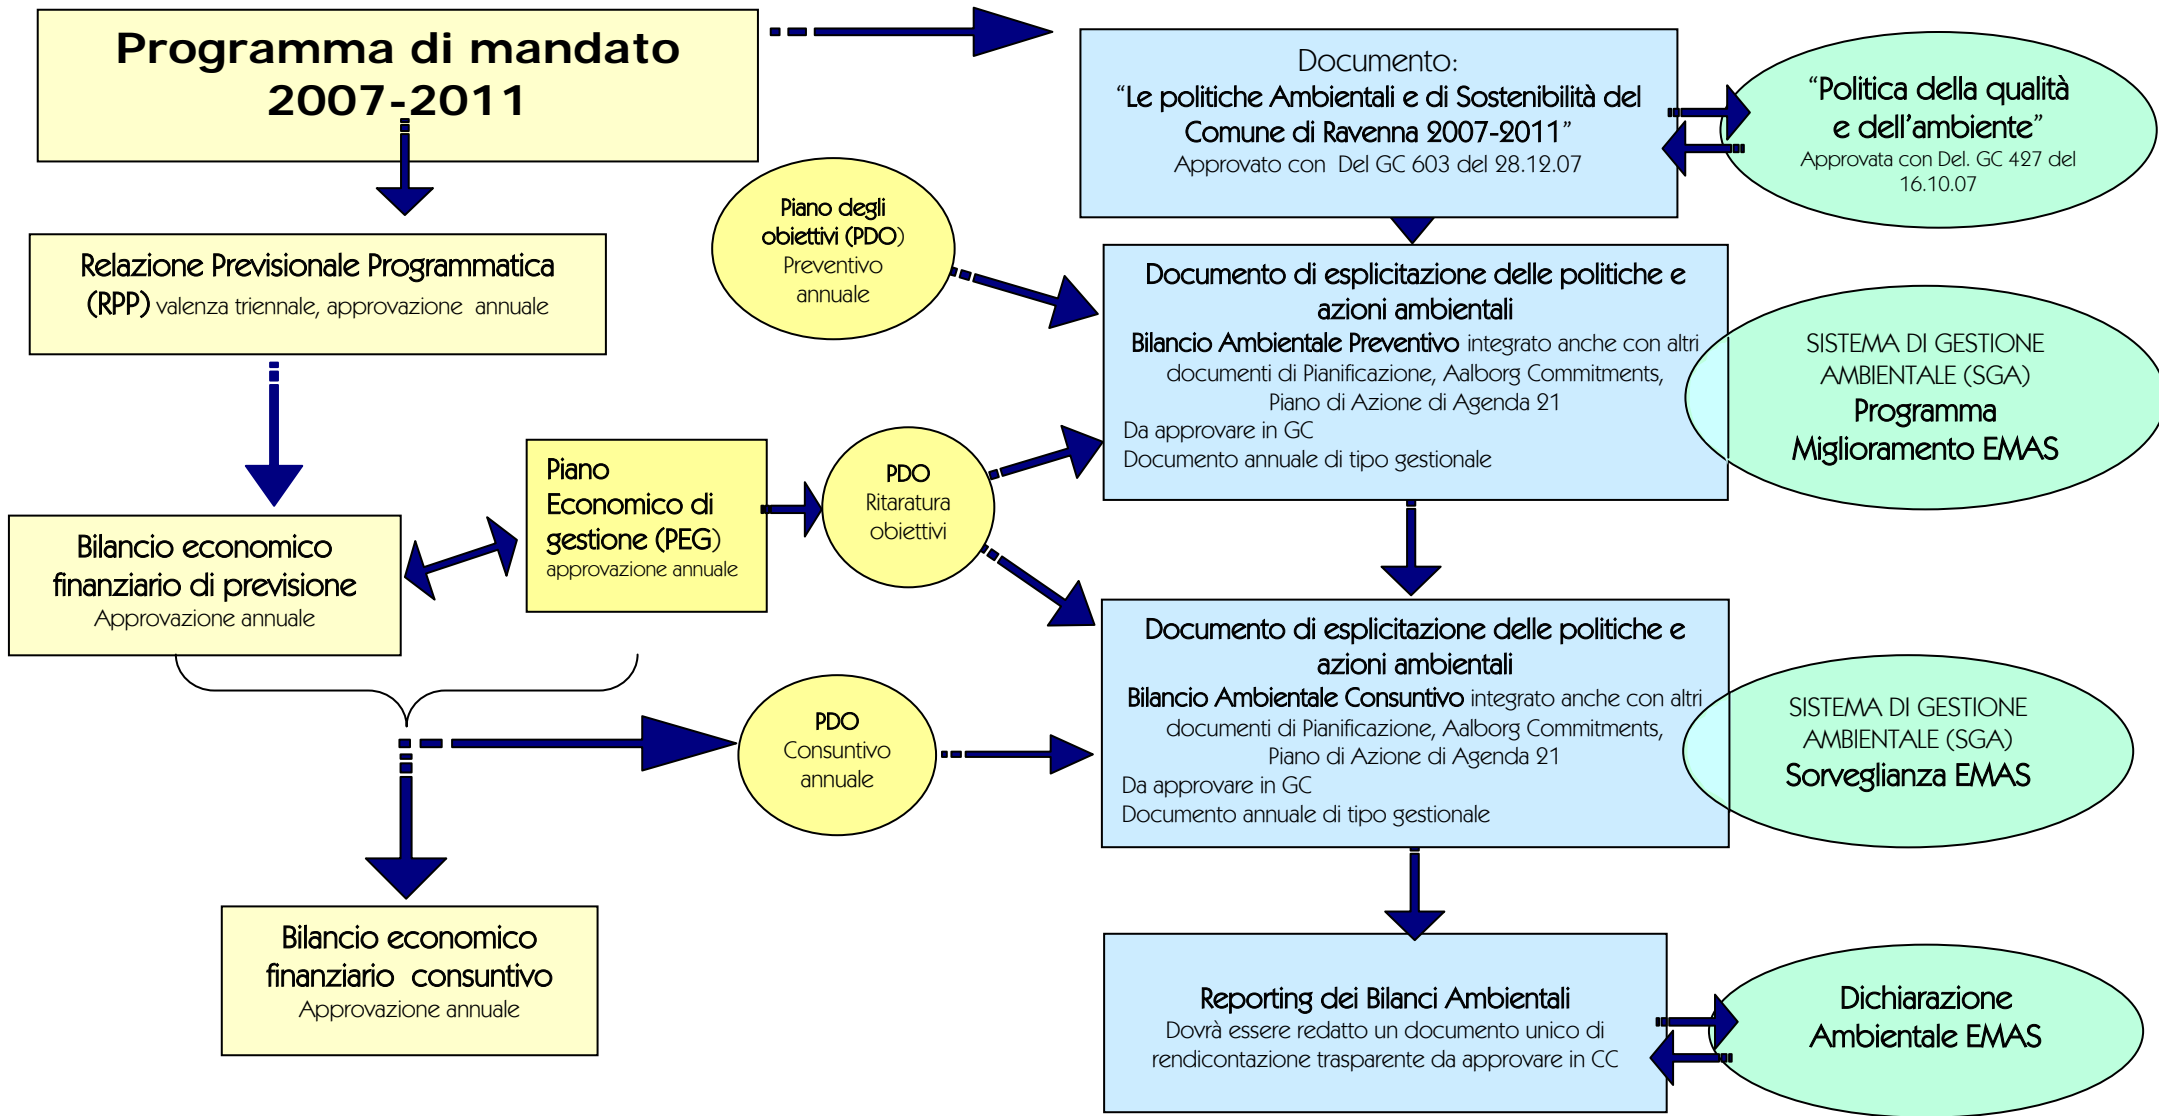 Programma di mandato
2007-2011
Documento:
“Le politiche Ambientali e di Sostenibilità del
Comune di Ravenna 2007-2011”
Approvato con Del GC 603 del 28.12.07
“Politica della qualità
e dell’ambiente”
Approvata con Del. GC 427 del
16.10.07
Piano degli
obiettivi (PDO)
Preventivo
annuale
Relazione Previsionale Programmatica
(RPP) valenza triennale, approvazione annuale
Documento di esplicitazione delle politiche e
azioni ambientali
Bilancio Ambientale Preventivo integrato anche con altri
documenti di Pianificazione, Aalborg Commitments,
Piano di Azione di Agenda 21
Da approvare in GC
Documento annuale di tipo gestionale
SISTEMA DI GESTIONE
AMBIENTALE (SGA)
Programma
Miglioramento EMAS
Piano
Economico di
gestione (PEG)
approvazione annuale
PDO
Ritaratura
obiettivi
Bilancio economico
finanziario di previsione
Approvazione annuale
Documento di esplicitazione delle politiche e
azioni ambientali
Bilancio Ambientale Consuntivo integrato anche con altri
documenti di Pianificazione, Aalborg Commitments,
Piano di Azione di Agenda 21
Da approvare in GC
Documento annuale di tipo gestionale
SISTEMA DI GESTIONE
AMBIENTALE (SGA)
Sorveglianza EMAS
PDO
Consuntivo
annuale
Bilancio economico
finanziario consuntivo
Approvazione annuale
Reporting dei Bilanci Ambientali
Dovrà essere redatto un documento unico di
rendicontazione trasparente da approvare in CC
Dichiarazione
Ambientale EMAS